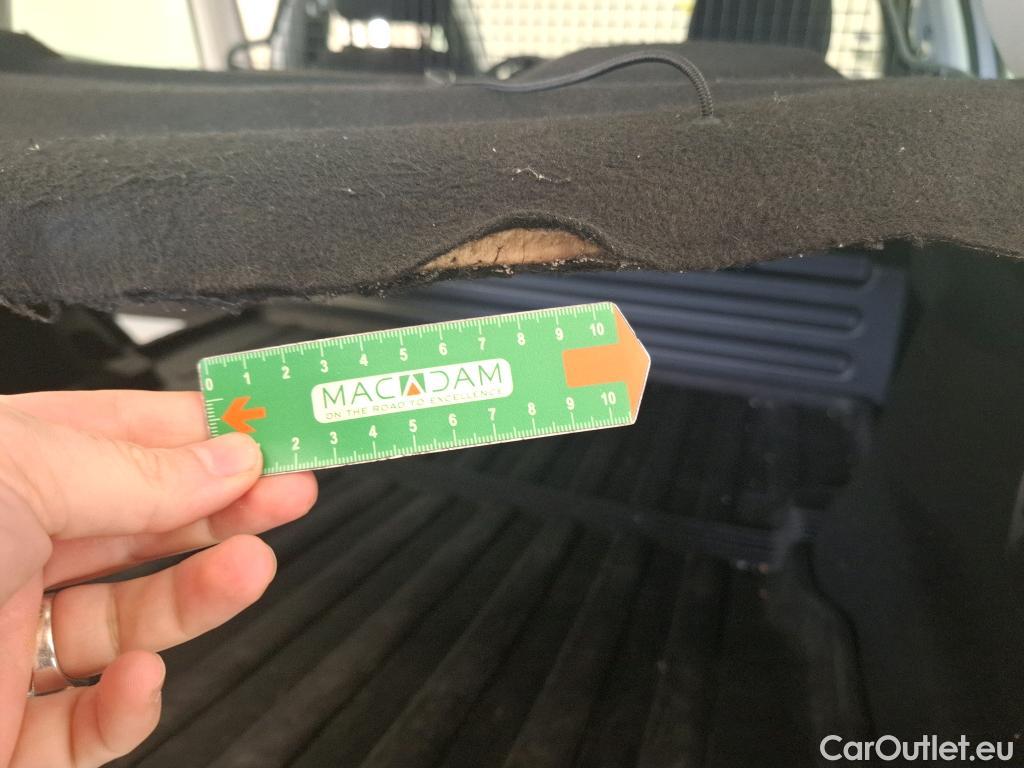 0 1 2 3 4 5 6 7 8 9 10
MACADAM
ON THE ROAD TO EXCELLENCE
2 3 4 5 6 7 8 9 10
CarOutlet.eu